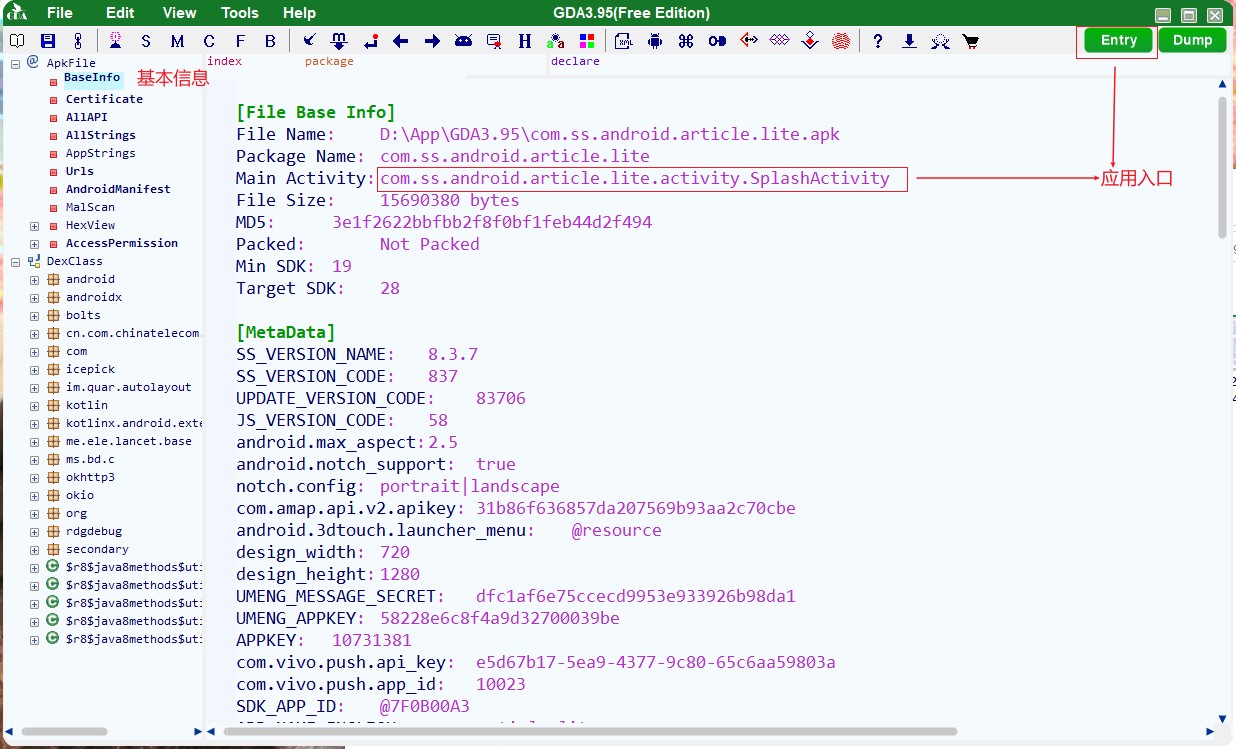 GDA File Edit View Tools Help GDA3.95(Free Edition)
S M C F B H ? Entry Dump
ApkFile index package declare
BaseInfo 基本信息
Certificate
AllAPI
AllStrings
AppStrings
Urls
AndroidManifest
MalScan
HexView
AccessPermission
DexClass
android
androidx
bolts
cn.com.chinatelecom.
com
icepick
im.quar.autolayout
kotlin
kotlinx.android.exte
me.ele.lancet.base
ms.bd.c
okhttp3
okio
org
rdgdebug
secondary
$r8$java8methods$uti
$r8$java8methods$uti
$r8$java8methods$uti
$r8$java8methods$uti
$r8$java8methods$uti
[File Base Info]
File Name: D:\App\GDA3.95\com.ss.android.article.lite.apk
Package Name: com.ss.android.article.lite
Main Activity: com.ss.android.article.lite.activity.SplashActivity 应用入口
File Size: 15690380 bytes
MD5: 3e1f2622bbfbb2f8f0bf1feb44d2f494
Packed: Not Packed
Min SDK: 19
Target SDK: 28
[MetaData]
SS_VERSION_NAME: 8.3.7
SS_VERSION_CODE: 837
UPDATE_VERSION_CODE: 83706
JS_VERSION_CODE: 58
android.max_aspect: 2.5
android.notch_support: true
notch.config: portrait|landscape
com.amap.api.v2.apikey: 31b86f636857da207569b93aa2c70cbe
android.3dtouch.launcher_menu: @resource
design_width: 720
design_height: 1280
UMENG_MESSAGE_SECRET: dfc1af6e75ccecd9953e933926b98da1
UMENG_APPKEY: 58228e6c8f4a9d32700039be
APPKEY: 10731381
com.vivo.push.api_key: e5d67b17-5ea9-4377-9c80-65c6aa59803a
com.vivo.push.app_id: 10023
SDK_APP_ID: @7F0B00A3